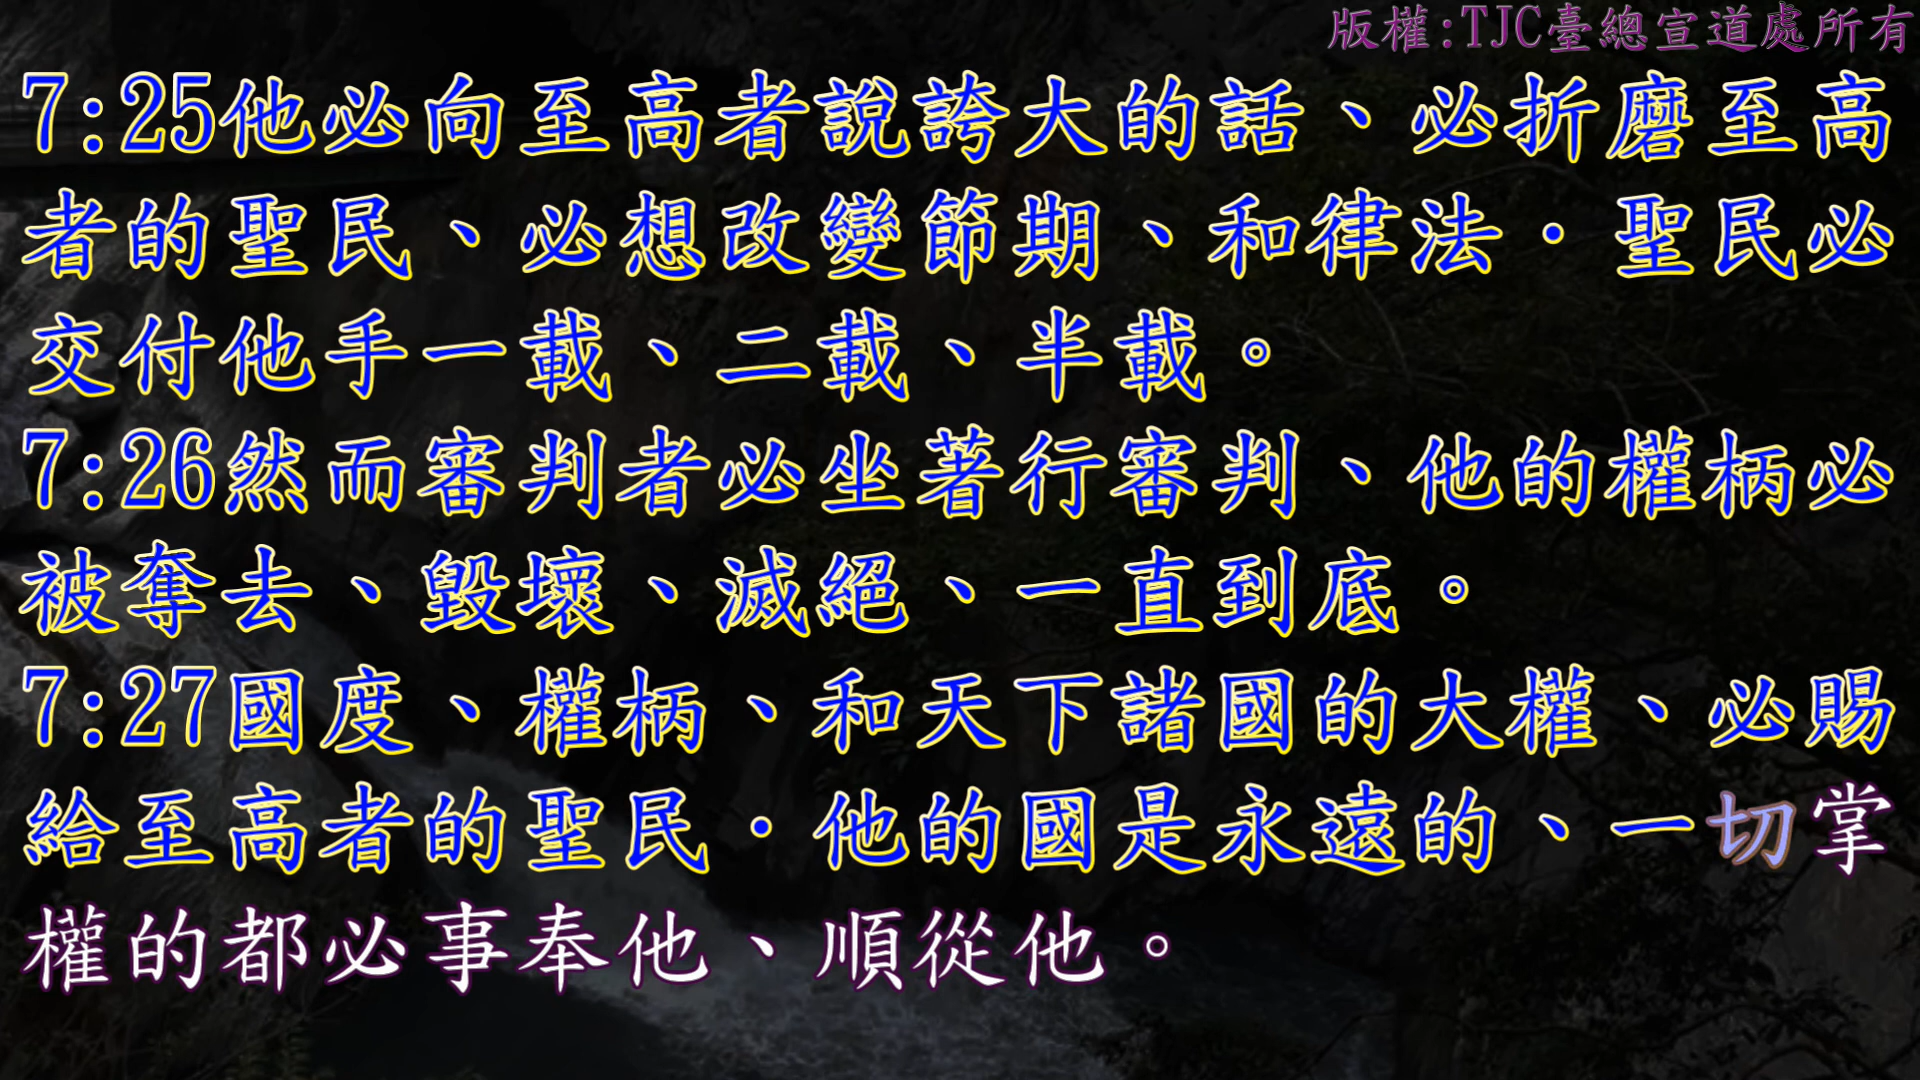 版權:TJC臺總宣道處所有
7:25他必向至高者說誇大的話、必折磨至高
者的聖民、必想改變節期、和律法．聖民必
交付他手一載、二載、半載。
7:26然而審判者必坐著行審判、他的權柄必
被奪去、毀壞、滅絕、一直到底。
7:27國度、權柄、和天下諸國的大權、必賜
給至高者的聖民．他的國是永遠的、一切掌
權的都必事奉他、順從他。